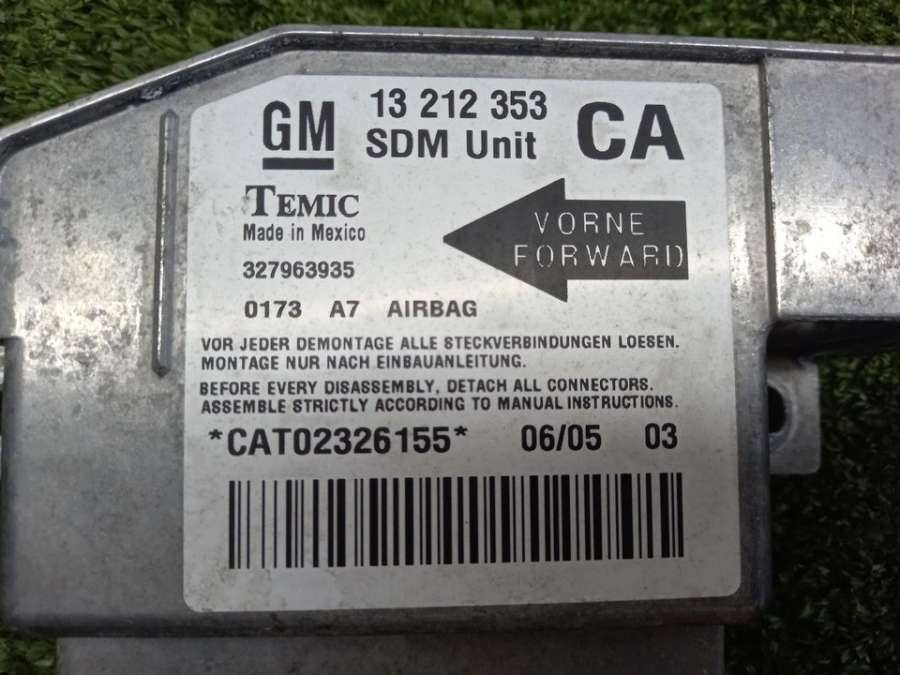 GM 13 212 353 CA
SDM Unit
TEMIC
Made in Mexico
VORNE
FORWARD
327963935
0173 A7 AIRBAG
VOR JEDER DEMONTAGE ALLE STECKVERBINDUNGEN LOESEN.
MONTAGE NUR NACH EINBAUANLEITUNG.
BEFORE EVERY DISASSEMBLY, DETACH ALL CONNECTORS.
ASSEMBLE STRICTLY ACCORDING TO MANUAL INSTRUCTIONS.
*CAT02326155* 06/05 03